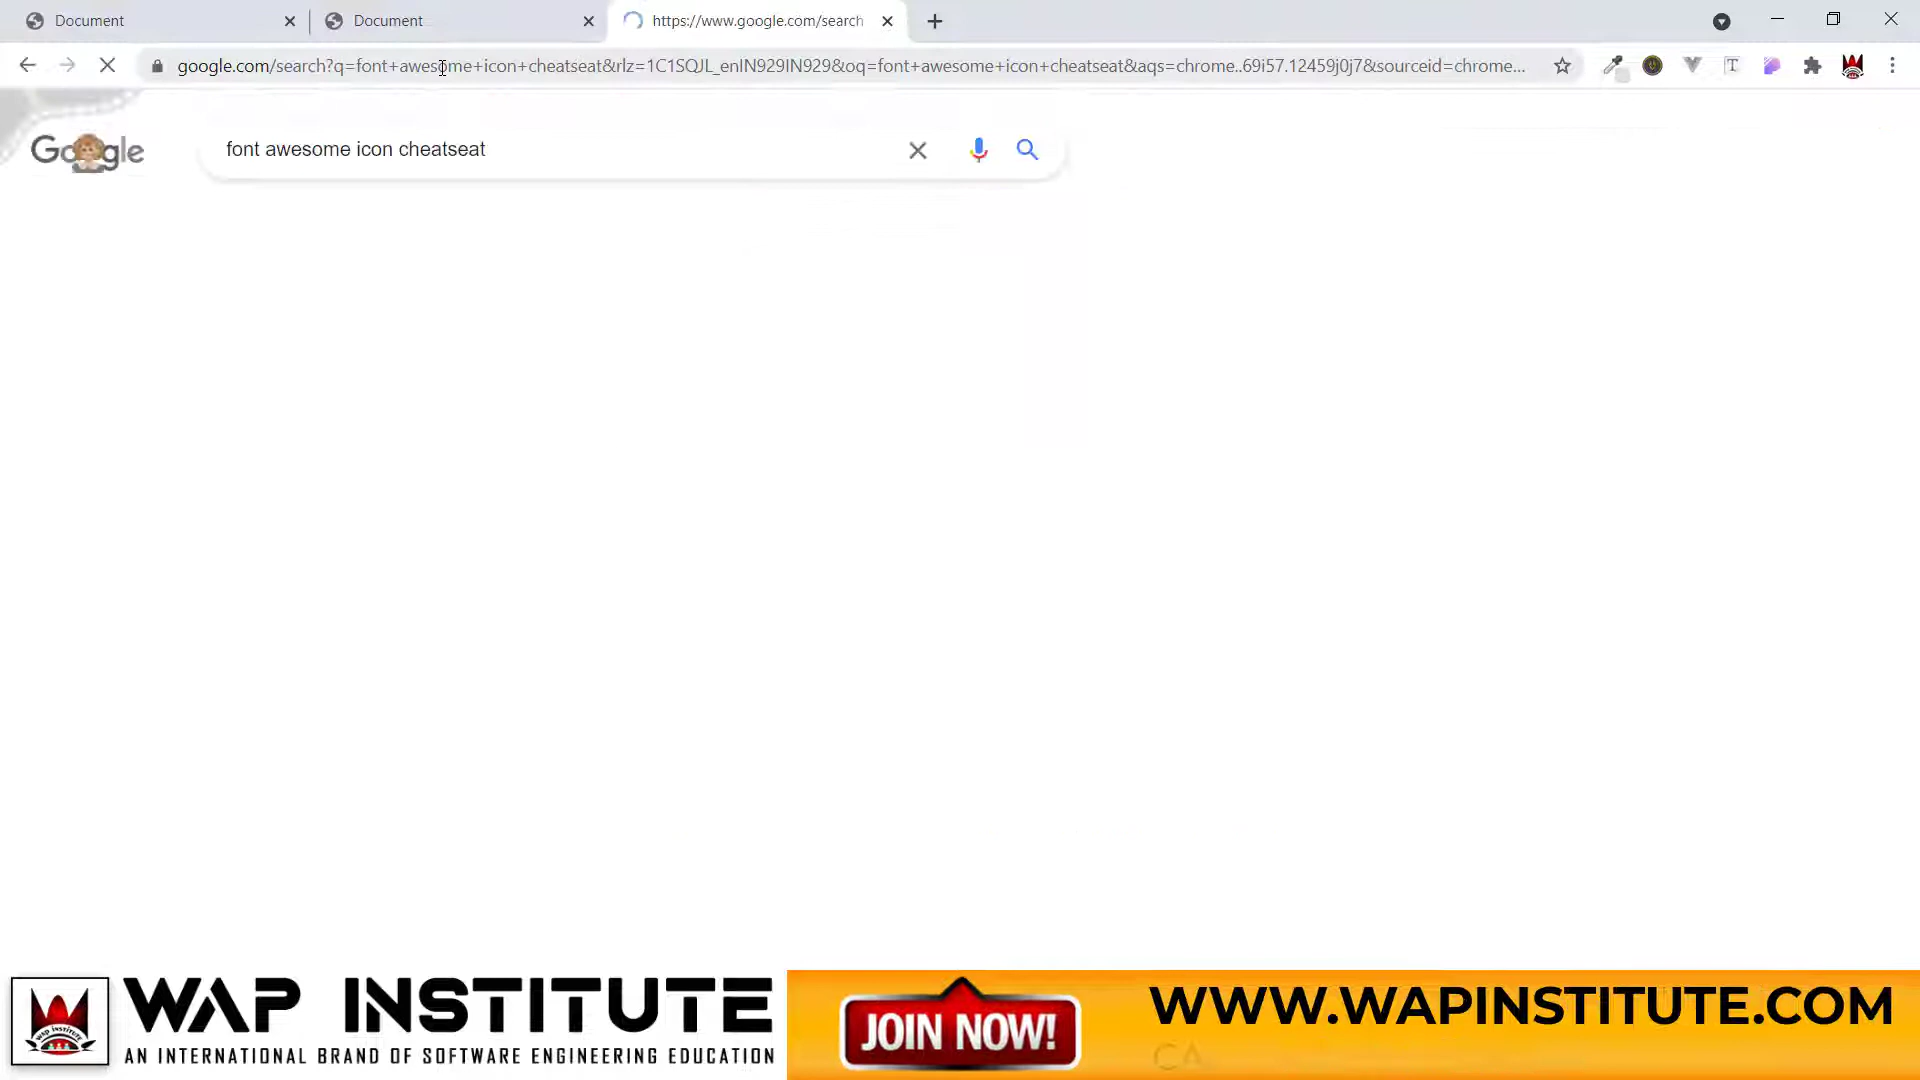 Document
Document
https://www.google.com/search
google.com/search?q=font+awesome+icon+cheatseat&rlz=1C1SQJL_enIN929IN929&oq=font+awesome+icon+cheatseat&aqs=chrome..69i57.12459j0j7&sourceid=chrome...
Google
font awesome icon cheatseat
WAP INSTITUTE
AN INTERNATIONAL BRAND OF SOFTWARE ENGINEERING EDUCATION
JOIN NOW!
WWW.WAPINSTITUTE.COM
CA